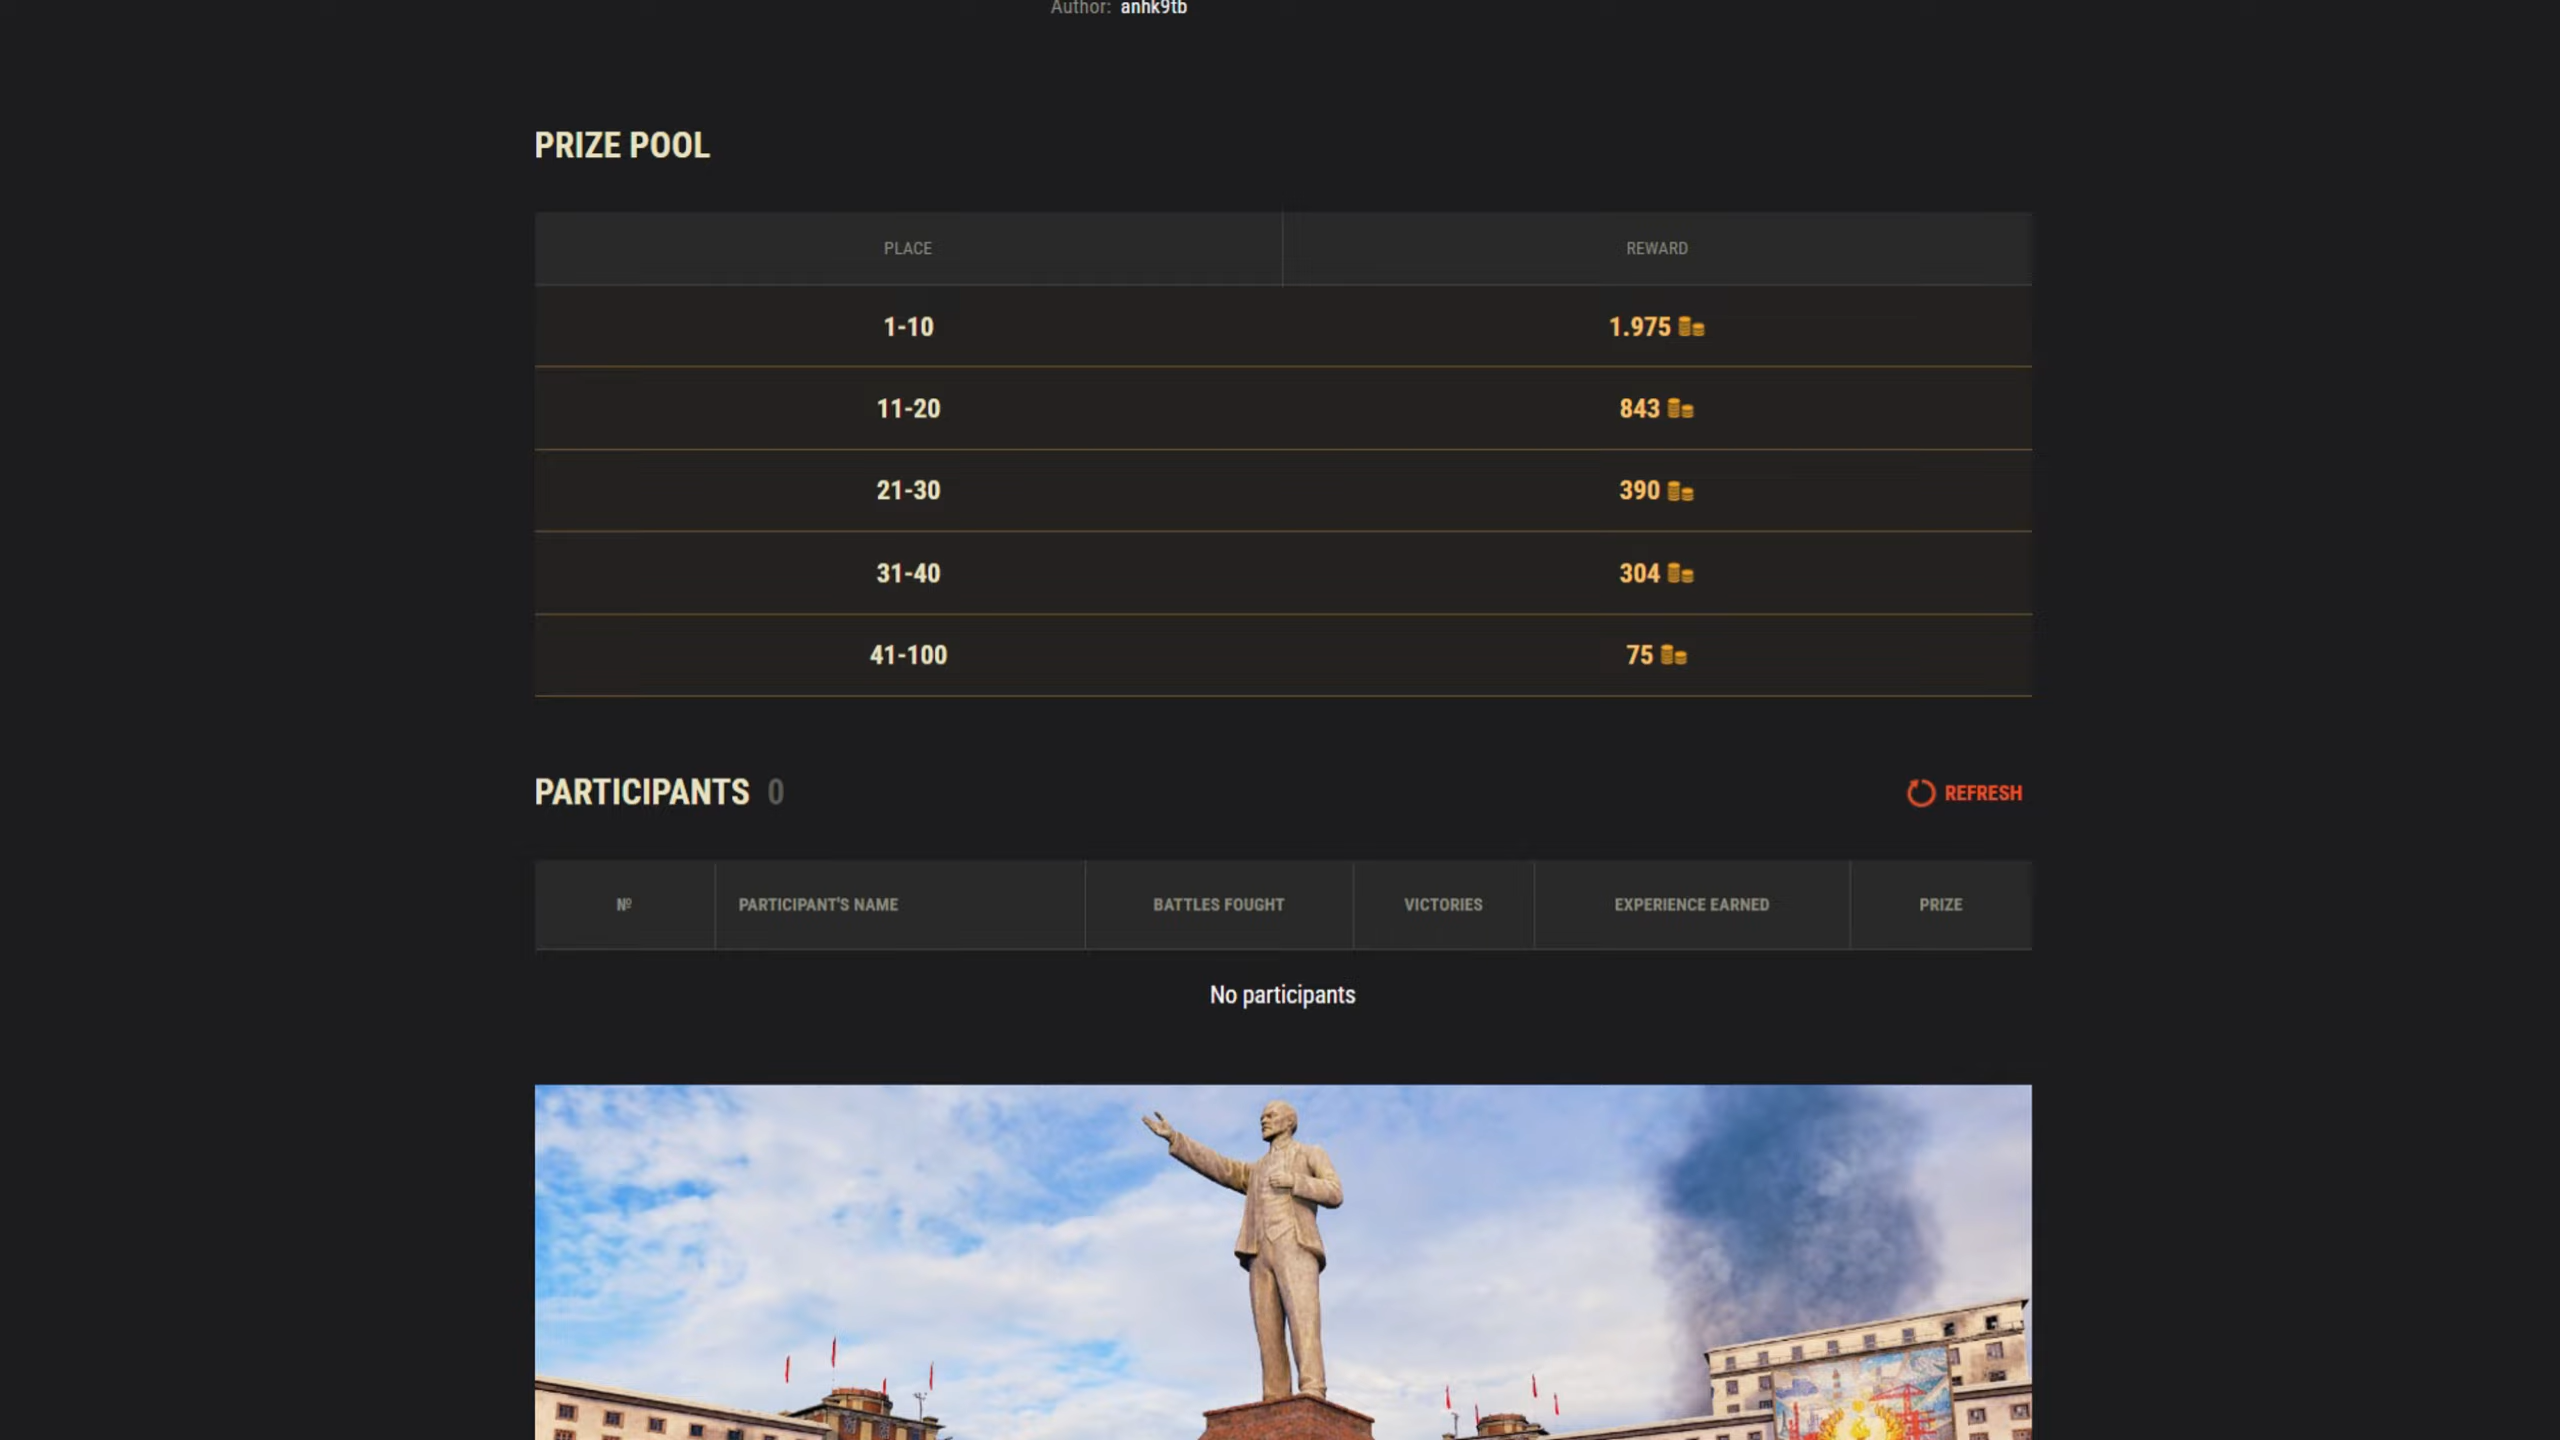 Author: anhk9tb
PRIZE POOL
PLACE REWARD
1-10 1.975
11-20 843
21-30 390
31-40 304
41-100 75
PARTICIPANTS 0 REFRESH
№ PARTICIPANT'S NAME BATTLES FOUGHT VICTORIES EXPERIENCE EARNED PRIZE
No participants